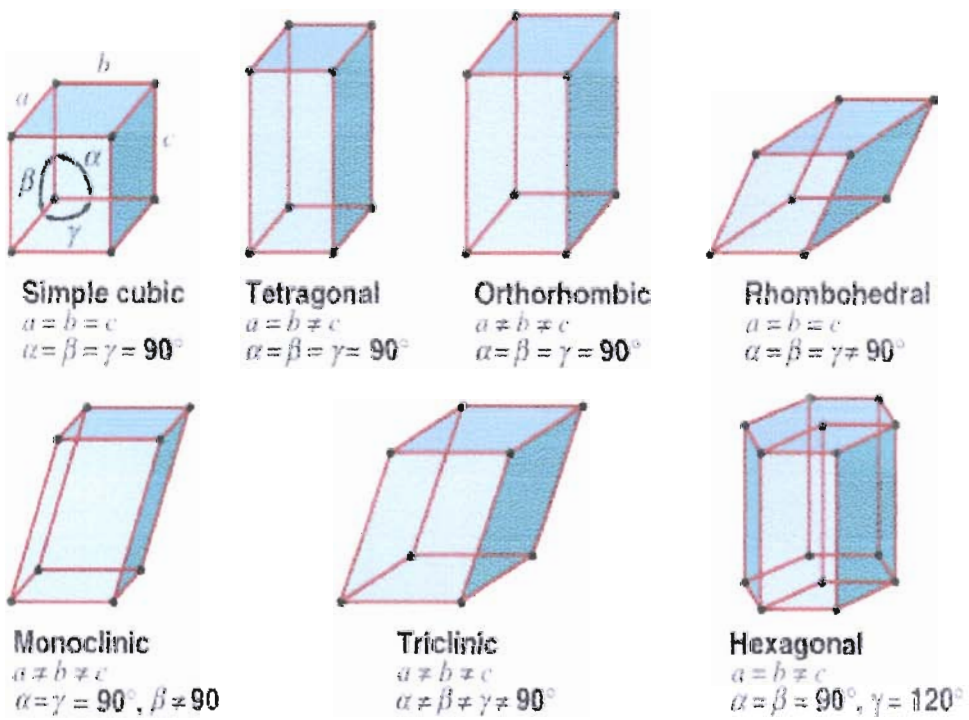 b
a
c
α
β
γ
Simple cubic
a = b = c
α = β = γ = 90°
Tetragonal
a = b ≠ c
α = β = γ = 90°
Orthorhombic
a ≠ b ≠ c
α = β = γ = 90°
Rhombohedral
a = b = c
α = β = γ ≠ 90°
Monoclinic
a ≠ b ≠ c
α = γ = 90°, β ≠ 90
Triclinic
a ≠ b ≠ c
α ≠ β ≠ γ ≠ 90°
Hexagonal
a = b ≠ c
α = β = 90°, γ = 120°